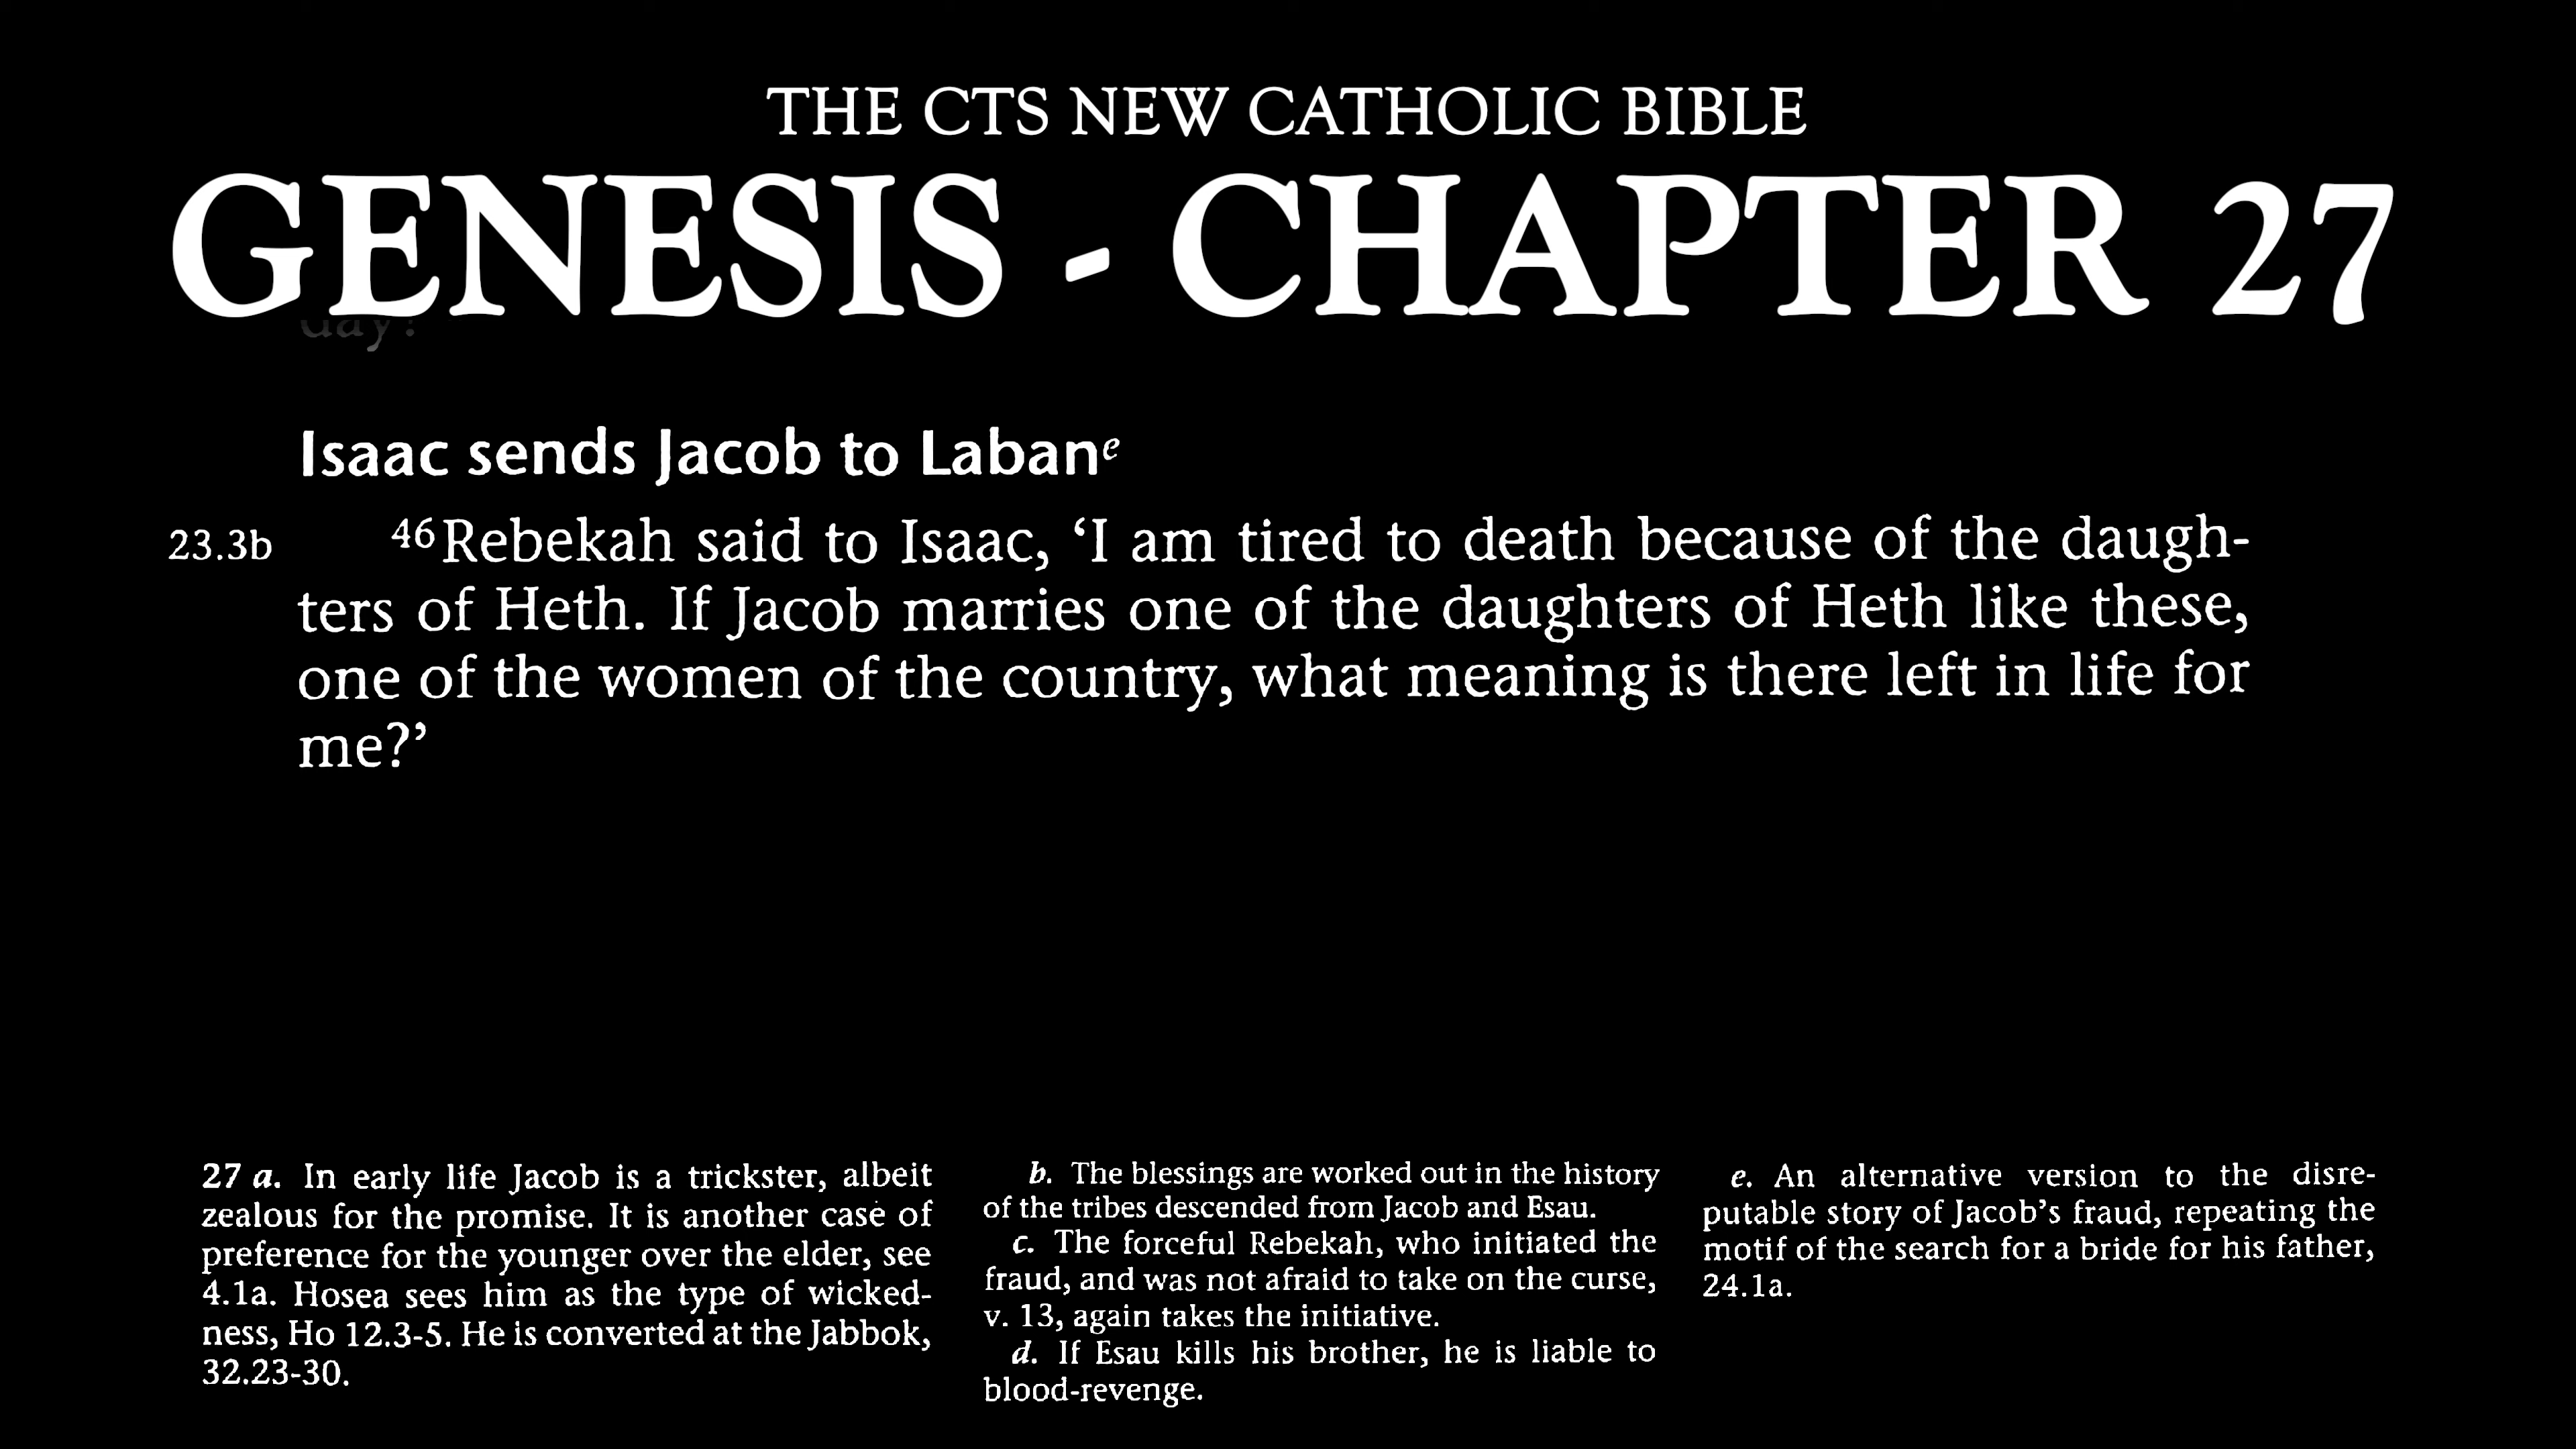 THE CTS NEW CATHOLIC BIBLE
GENESIS - CHAPTER 27
day?
Isaac sends Jacob to Labane
23.3b 46Rebekah said to Isaac, ‘I am tired to death because of the daugh-
ters of Heth. If Jacob marries one of the daughters of Heth like these,
one of the women of the country, what meaning is there left in life for
me?’
27 a. In early life Jacob is a trickster, albeit
zealous for the promise. It is another case of
preference for the younger over the elder, see
4.1a. Hosea sees him as the type of wicked-
ness, Ho 12.3-5. He is converted at the Jabbok,
32.23-30.
b. The blessings are worked out in the history
of the tribes descended from Jacob and Esau.
c. The forceful Rebekah, who initiated the
fraud, and was not afraid to take on the curse,
v. 13, again takes the initiative.
d. If Esau kills his brother, he is liable to
blood-revenge.
e. An alternative version to the disre-
putable story of Jacob’s fraud, repeating the
motif of the search for a bride for his father,
24.1a.